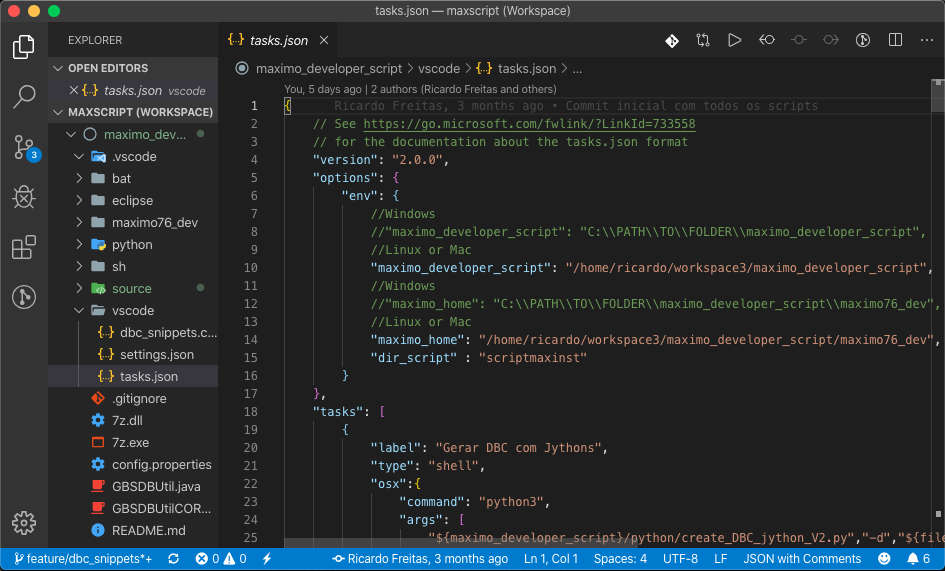 tasks.json — maxscript (Workspace)
EXPLORER
OPEN EDITORS
tasks.json vscode
MAXSCRIPT (WORKSPACE)
maximo_dev...
.vscode
bat
eclipse
maximo76_dev
python
sh
source
vscode
dbc_snippets.c...
settings.json
tasks.json
.gitignore
7z.dll
7z.exe
config.properties
GBSDBUtil.java
GBSDBUtilCOR...
README.md
3
tasks.json
maximo_developer_script > vscode > tasks.json > ...
You, 5 days ago | 2 authors (Ricardo Freitas and others)
1 { Ricardo Freitas, 3 months ago • Commit inicial com todos os scripts
2 // See https://go.microsoft.com/fwlink/?LinkId=733558
3 // for the documentation about the tasks.json format
4 "version": "2.0.0",
5 "options": {
6 "env": {
7 //Windows
8 //"maximo_developer_script": "C:\\PATH\\TO\\FOLDER\\maximo_developer_script",
9 //Linux or Mac
10 "maximo_developer_script": "/home/ricardo/workspace3/maximo_developer_script",
11 //Windows
12 //"maximo_home": "C:\\PATH\\TO\\FOLDER\\maximo_developer_script\\maximo76_dev",
13 //Linux or Mac
14 "maximo_home": "/home/ricardo/workspace3/maximo_developer_script/maximo76_dev",
15 "dir_script" : "scriptmaxinst"
16 }
17 },
18 "tasks": [
19 {
20 "label": "Gerar DBC com Jythons",
21 "type": "shell",
22 "osx":{
23 "command": "python3",
24 "args": [
25 "${maximo_developer_script}/python/create_DBC_jython_V2.py","-d","${file
feature/dbc_snippets*+ 0 0 Ricardo Freitas, 3 months ago Ln 1, Col 1 Spaces: 4 UTF-8 LF JSON with Comments 6